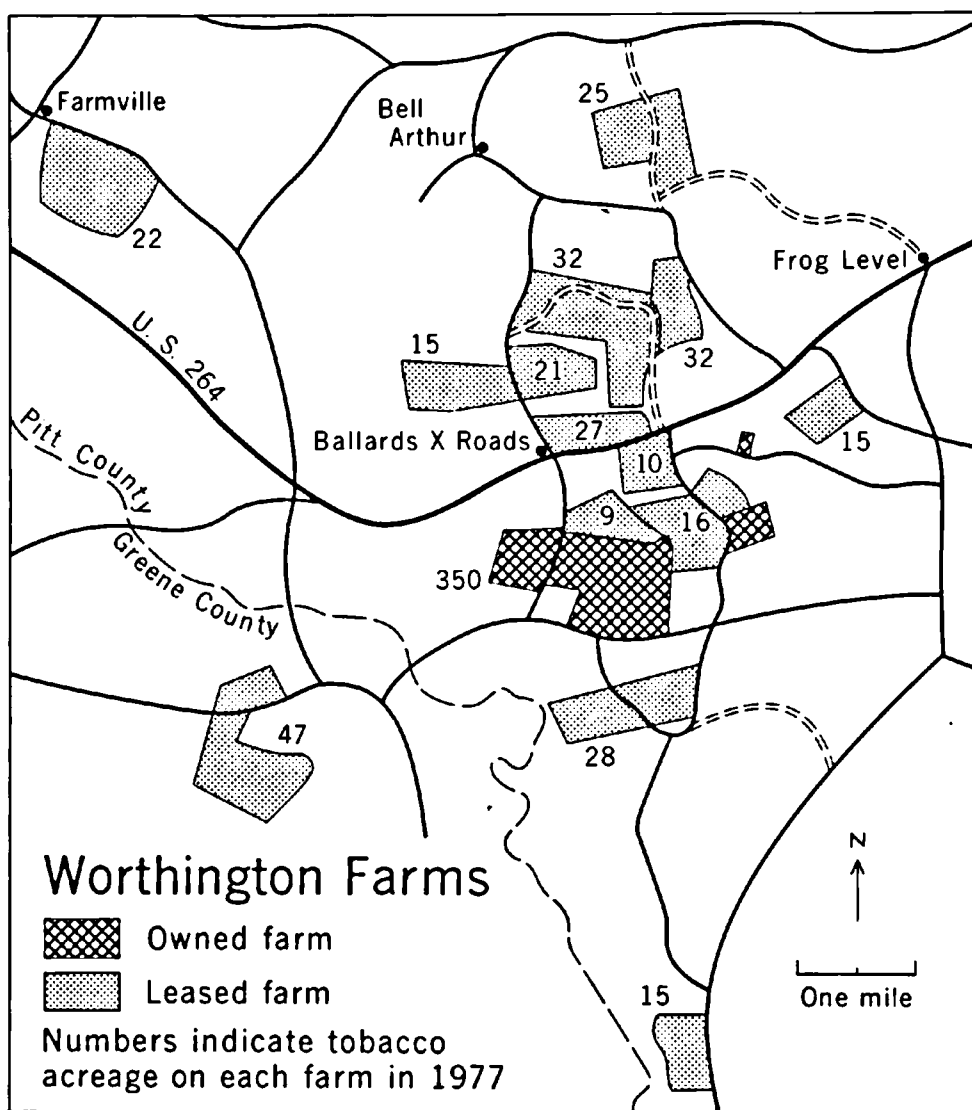 Farmville
Bell
Arthur
25
22
Frog Level
32
U. S. 264
15
21
32
27
15
Ballards X Roads
10
Pitt County
9
16
Greene County
350
47
28
Worthington Farms
Owned farm
Leased farm
Numbers indicate tobacco
acreage on each farm in 1977
N
One mile
15